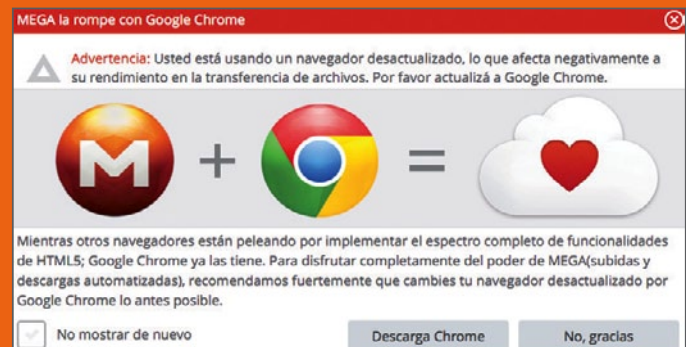 MEGA la rompe con Google Chrome
Advertencia: Usted está usando un navegador desactualizado, lo que afecta negativamente a
su rendimiento en la transferencia de archivos. Por favor actualizá a Google Chrome.
M + =
Mientras otros navegadores están peleando por implementar el espectro completo de funcionalidades
de HTML5; Google Chrome ya las tiene. Para disfrutar completamente del poder de MEGA(subidas y
descargas automatizadas), recomendamos fuertemente que cambies tu navegador desactualizado por
Google Chrome lo antes posible.
No mostrar de nuevo Descarga Chrome No, gracias